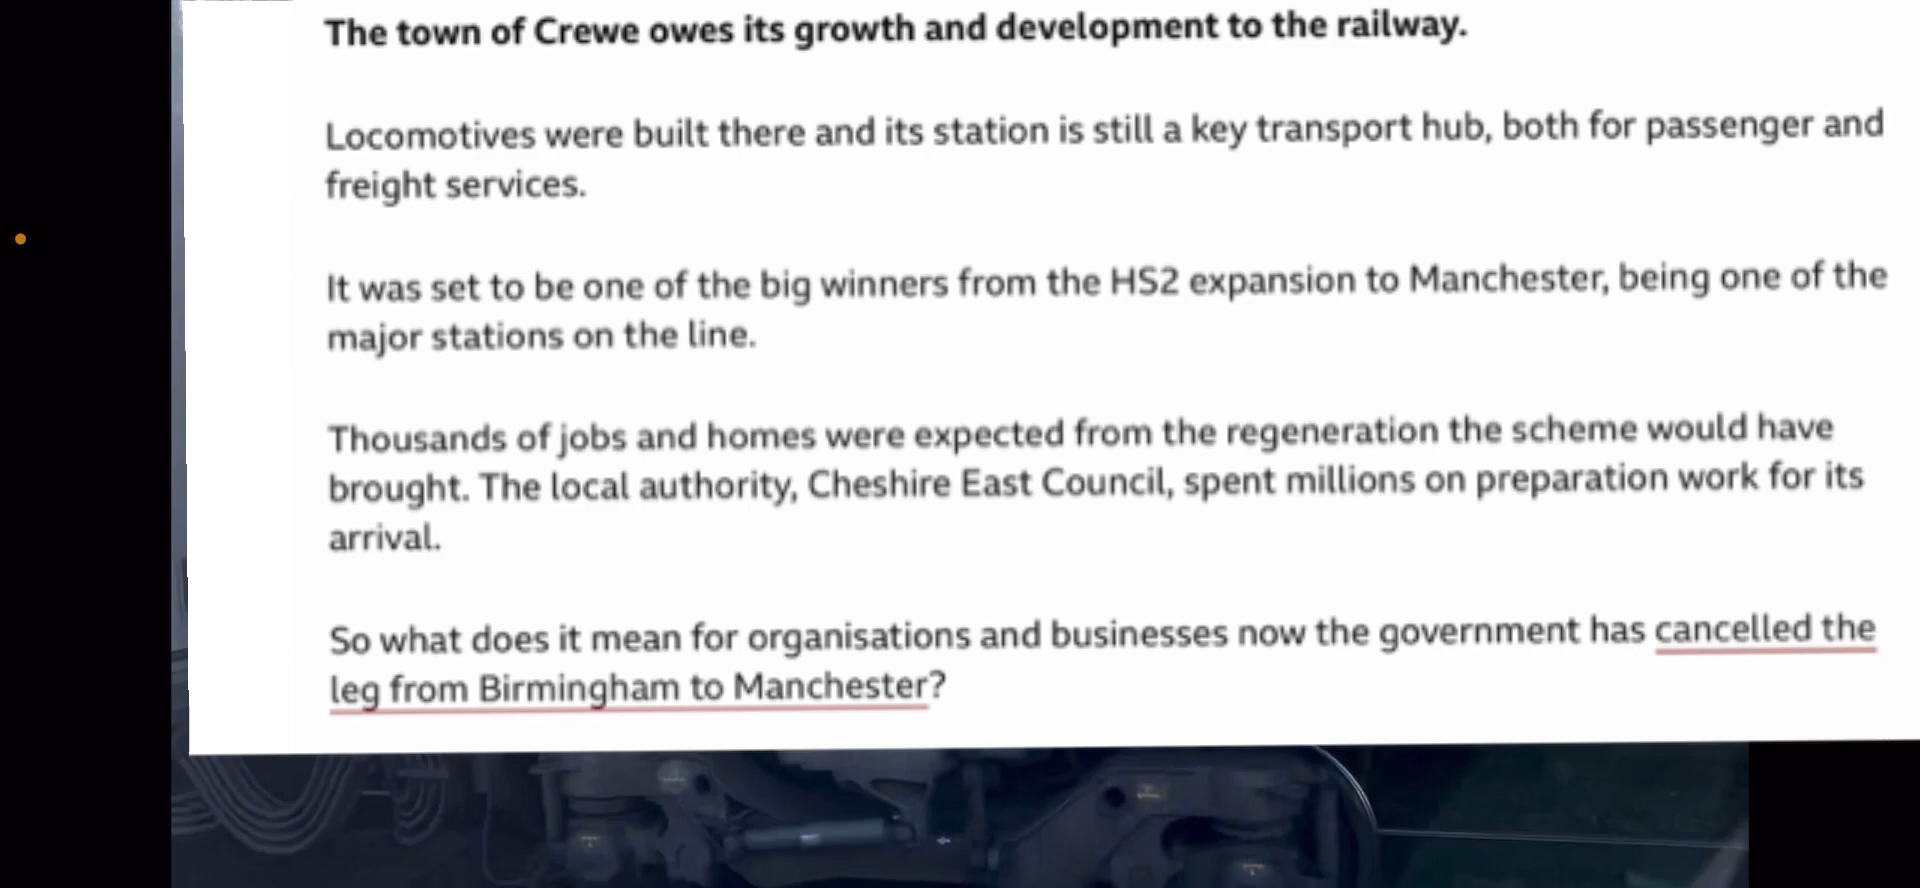 The town of Crewe owes its growth and development to the railway.
Locomotives were built there and its station is still a key transport hub, both for passenger and
freight services.
It was set to be one of the big winners from the HS2 expansion to Manchester, being one of the
major stations on the line.
Thousands of jobs and homes were expected from the regeneration the scheme would have
brought. The local authority, Cheshire East Council, spent millions on preparation work for its
arrival.
So what does it mean for organisations and businesses now the government has cancelled the
leg from Birmingham to Manchester?